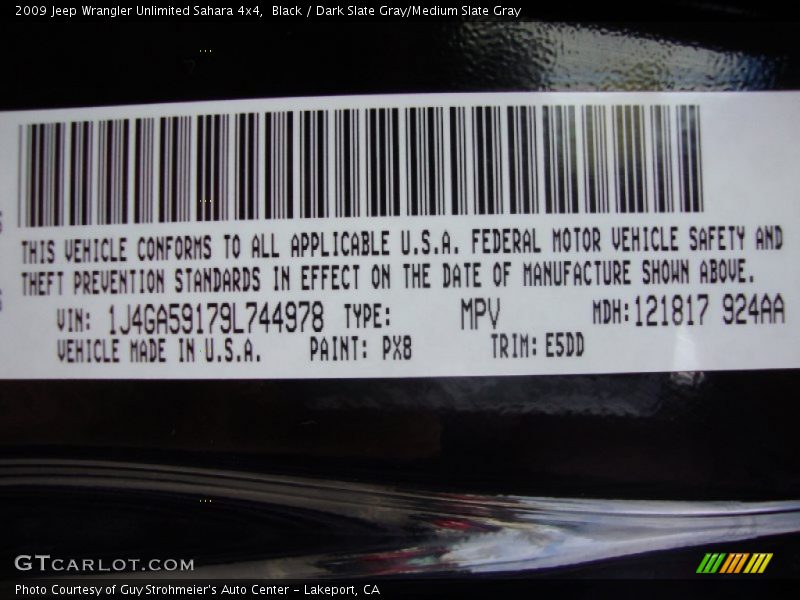 2009 Jeep Wrangler Unlimited Sahara 4x4,  Black / Dark Slate Gray/Medium Slate Gray
THIS VEHICLE CONFORMS TO ALL APPLICABLE U.S.A. FEDERAL MOTOR VEHICLE SAFETY AND
THEFT PREVENTION STANDARDS IN EFFECT ON THE DATE OF MANUFACTURE SHOWN ABOVE.
VIN: 1J4GA59179L744978 TYPE: MPV MDH:121817 924AA
VEHICLE MADE IN U.S.A. PAINT: PX8 TRIM: E5DD
GTCARLOT.COM
Photo Courtesy of Guy Strohmeier's Auto Center - Lakeport, CA